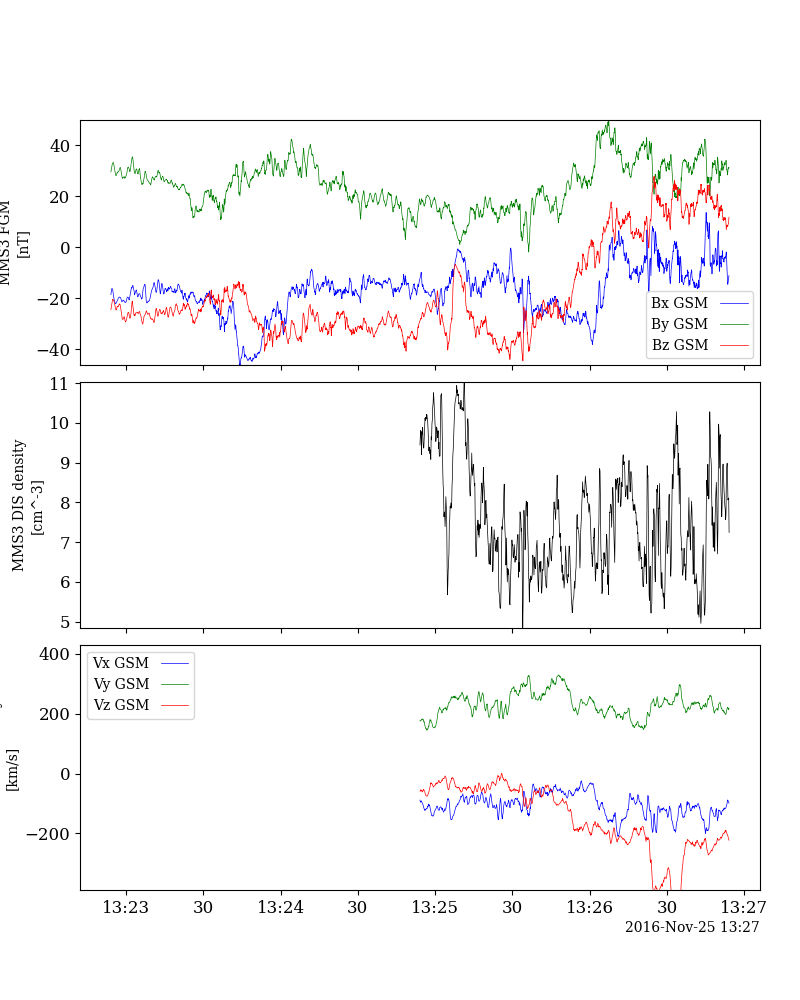 40
20
0
−20
−40
MMS3 FGM
[nT]
Bx GSM
By GSM
Bz GSM
11
10
9
8
7
6
5
MMS3 DIS density
[cm^-3]
400
200
0
−200
[km/s]
Vx GSM
Vy GSM
Vz GSM
13:23
30
13:24
30
13:25
30
13:26
30
13:27
2016-Nov-25 13:27